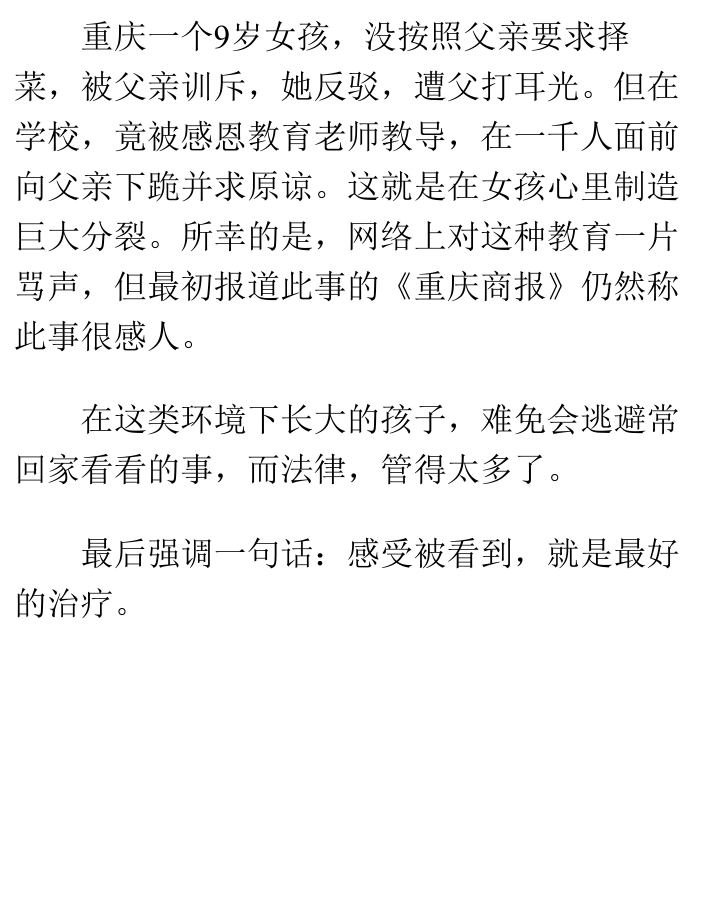 重庆一个9岁女孩，没按照父亲要求择
菜，被父亲训斥，她反驳，遭父打耳光。但在
学校，竟被感恩教育老师教导，在一千人面前
向父亲下跪并求原谅。这就是在女孩心里制造
巨大分裂。所幸的是，网络上对这种教育一片
骂声，但最初报道此事的《重庆商报》仍然称
此事很感人。
在这类环境下长大的孩子，难免会逃避常
回家看看的事，而法律，管得太多了。
最后强调一句话：感受被看到，就是最好
的治疗。